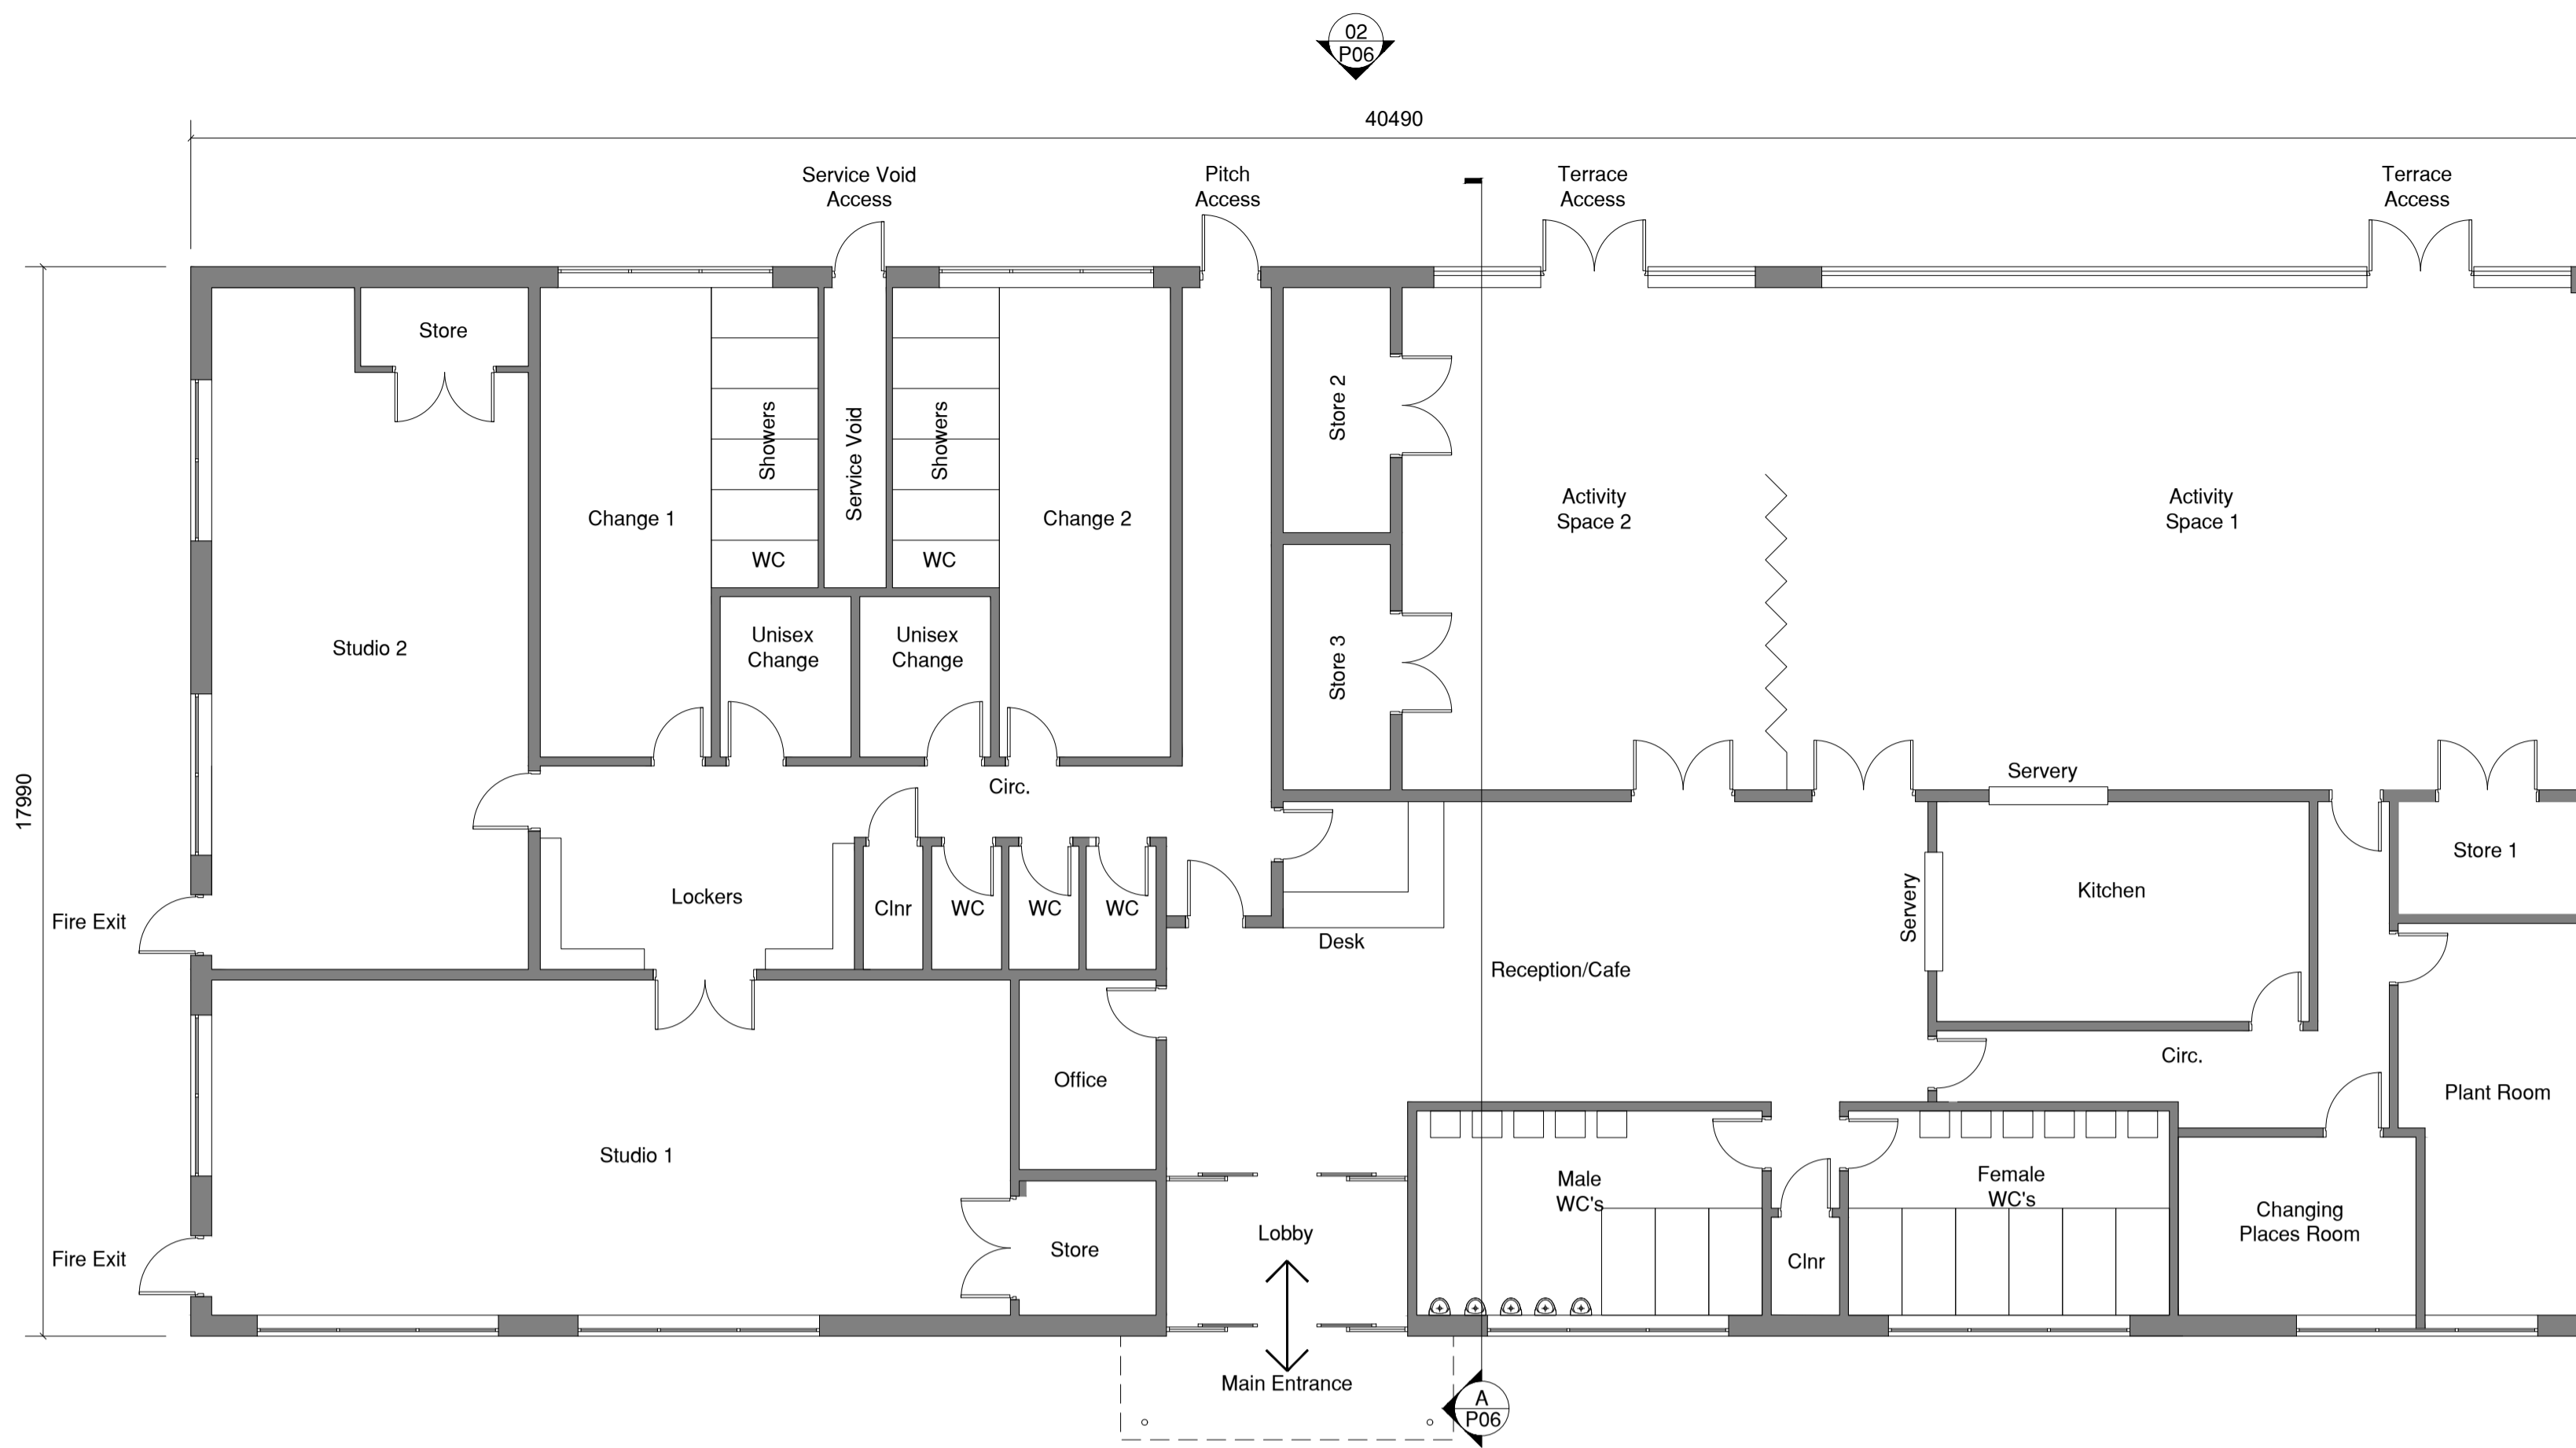 02
P06
40490
Service Void
Access
Pitch
Access
Terrace
Access
Terrace
Access
Store
Showers
Service Void
Showers
Store 2
Change 1
Change 2
Activity
Space 2
Activity
Space 1
WC
WC
Studio 2
Unisex
Change
Unisex
Change
Store 3
17990
Circ.
Servery
Store 1
Lockers
Clnr
WC
WC
WC
Servery
Kitchen
Fire Exit
Desk
Reception/Cafe
Circ.
Office
Plant Room
Studio 1
Male
WC's
Female
WC's
Changing
Places Room
Lobby
Store
Clnr
Fire Exit
Main Entrance
A
P06